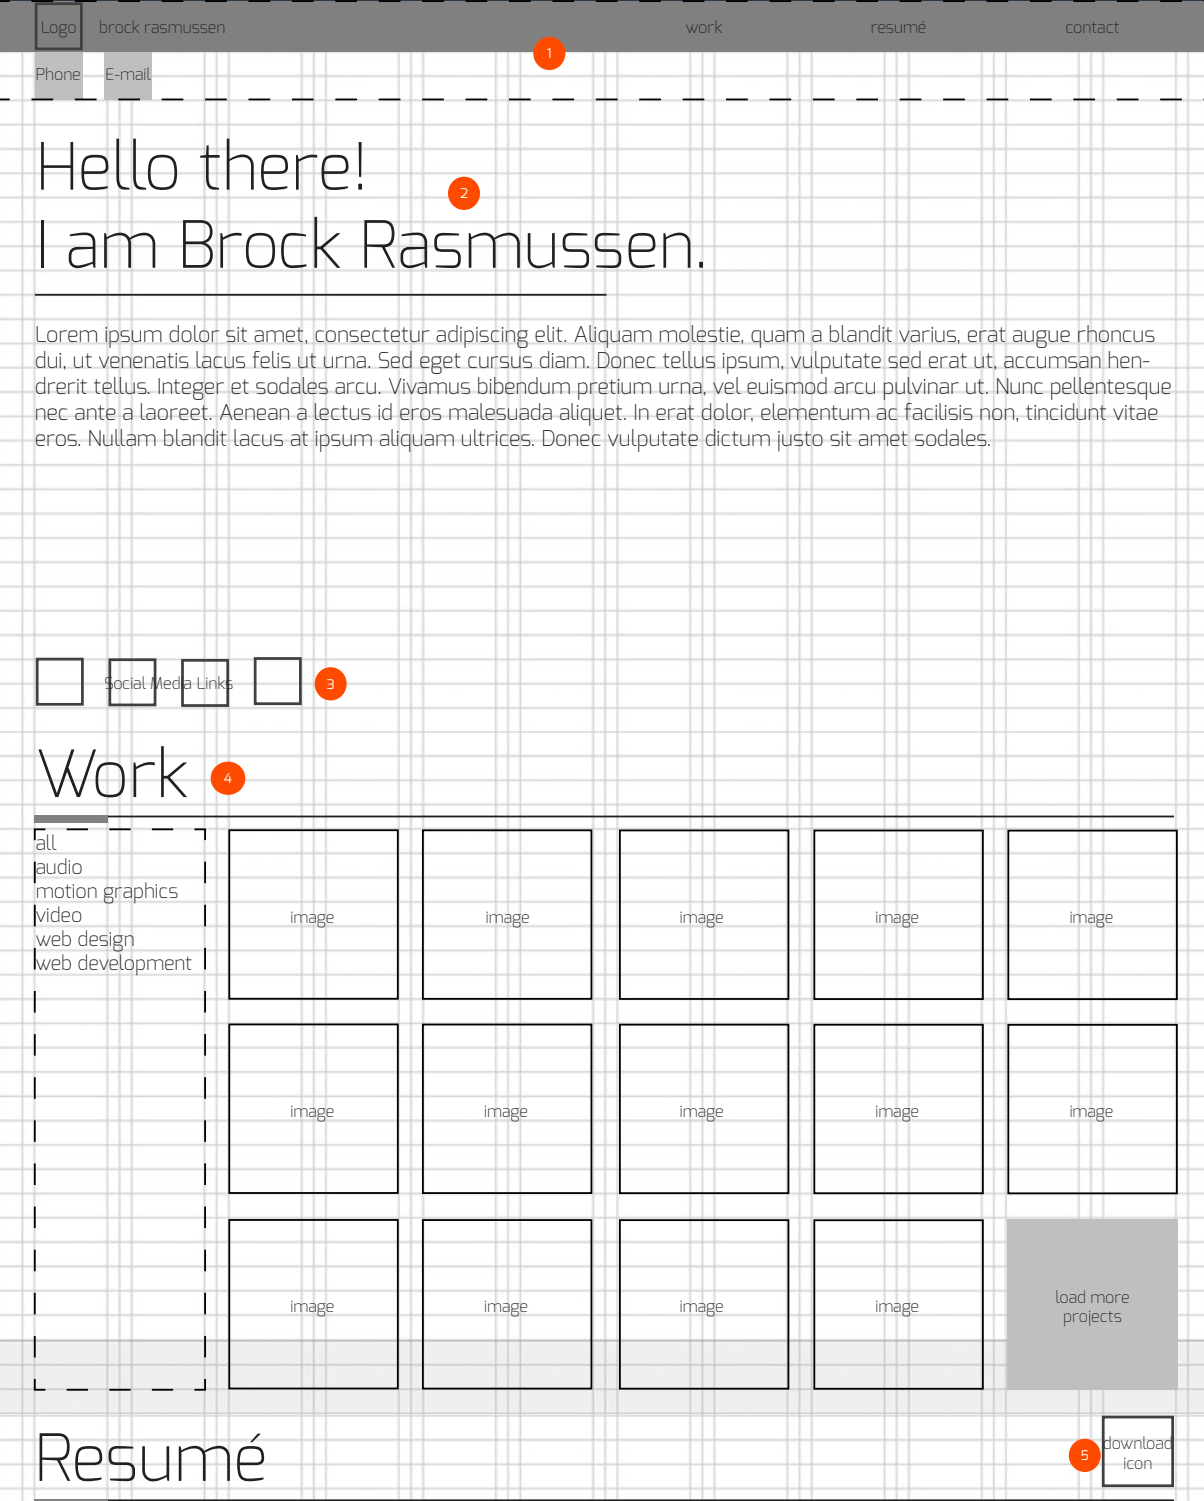 Logo brock rasmussen work resumé contact
1
Phone E-mail
Hello there!
2
I am Brock Rasmussen.
Lorem ipsum dolor sit amet, consectetur adipiscing elit. Aliquam molestie, quam a blandit varius, erat augue rhoncus
dui, ut venenatis lacus felis ut urna. Sed eget cursus diam. Donec tellus ipsum, vulputate sed erat ut, accumsan hen-
drerit tellus. Integer et sodales arcu. Vivamus bibendum pretium urna, vel euismod arcu pulvinar ut. Nunc pellentesque
nec ante a laoreet. Aenean a lectus id eros malesuada aliquet. In erat dolor, elementum ac facilisis non, tincidunt vitae
eros. Nullam blandit lacus at ipsum aliquam ultrices. Donec vulputate dictum justo sit amet sodales.
Social Media Links 3
Work 4
all
audio
motion graphics
video
web design
web development
image image image image image
image image image image image
image image image image
load more
projects
Resumé
5
download
icon